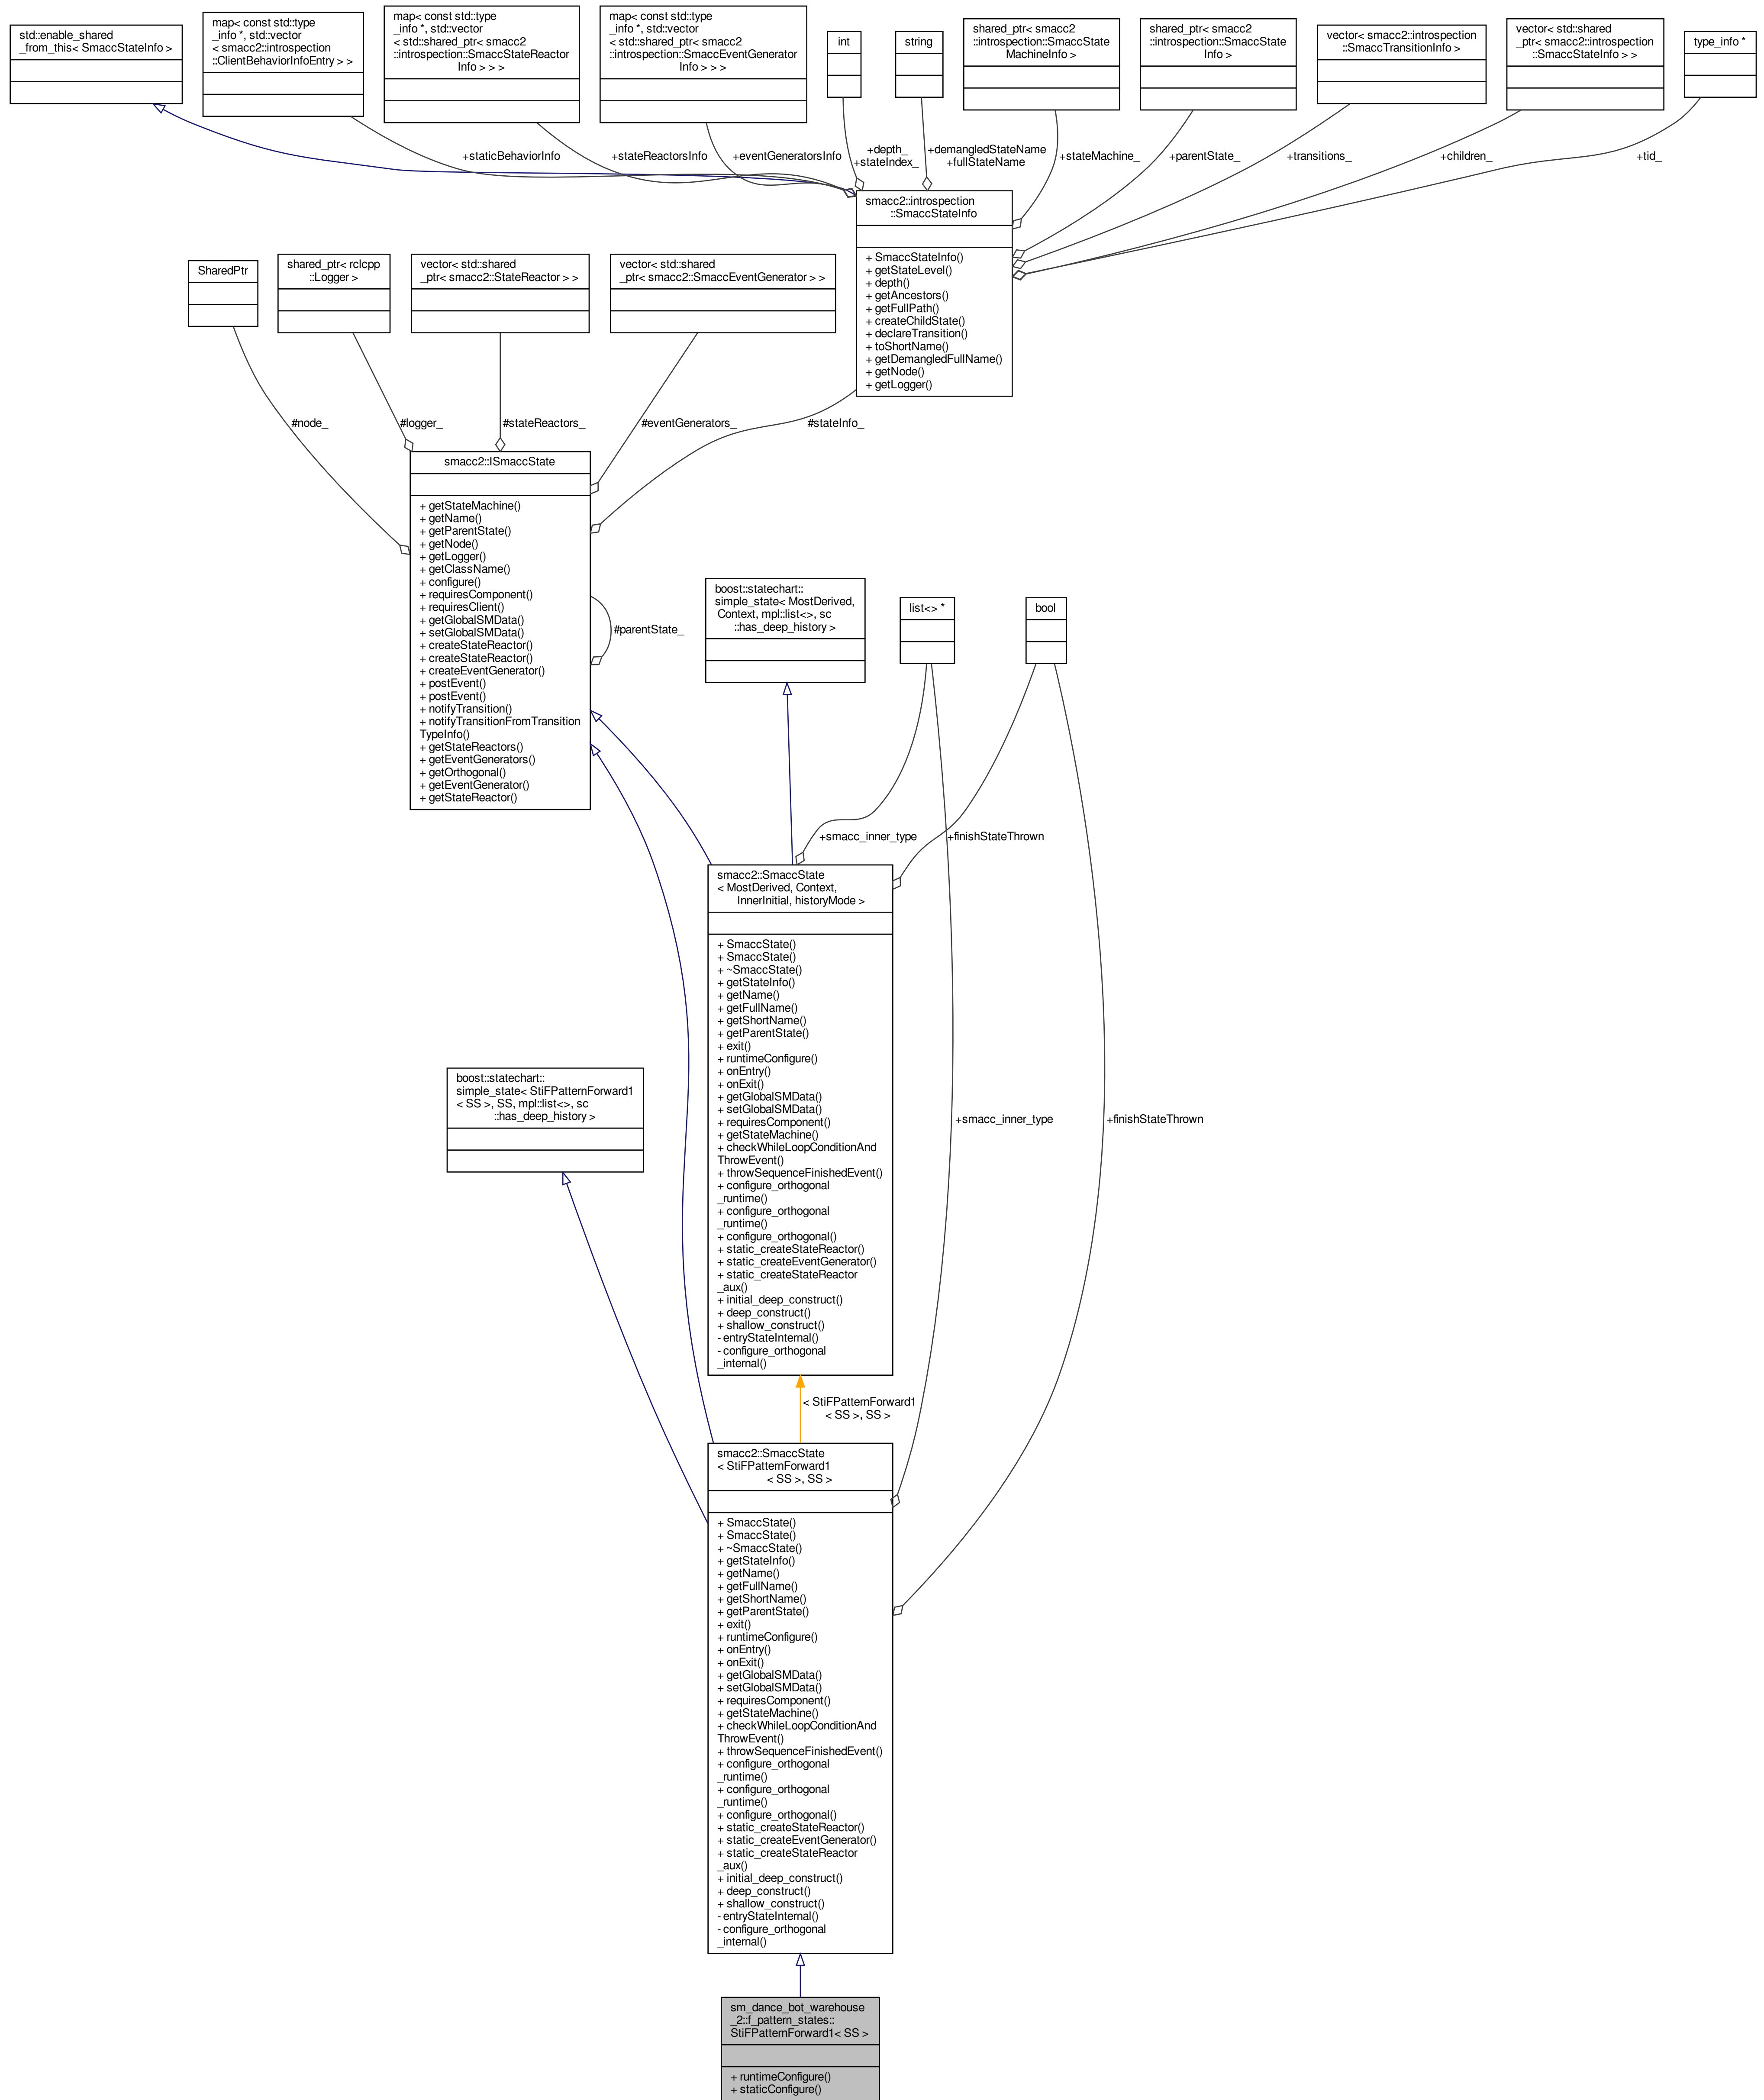 std::enable_shared
_from_this< SmaccStateInfo >
map< const std::type
_info *, std::vector
< smacc2::introspection
::ClientBehaviorInfoEntry > >
map< const std::type
_info *, std::vector
< std::shared_ptr< smacc2
::introspection::SmaccStateReactor
Info > > >
map< const std::type
_info *, std::vector
< std::shared_ptr< smacc2
::introspection::SmaccEventGenerator
Info > > >
int
string
shared_ptr< smacc2
::introspection::SmaccState
MachineInfo >
shared_ptr< smacc2
::introspection::SmaccState
Info >
vector< smacc2::introspection
::SmaccTransitionInfo >
vector< std::shared
_ptr< smacc2::introspection
::SmaccStateInfo > >
type_info *
+staticBehaviorInfo
+stateReactorsInfo
+eventGeneratorsInfo
+depth_
+stateIndex_
+demangledStateName
+fullStateName
+stateMachine_
+parentState_
+transitions_
+children_
+tid_
smacc2::introspection
::SmaccStateInfo
+ SmaccStateInfo()
+ getStateLevel()
+ depth()
+ getAncestors()
+ getFullPath()
+ createChildState()
+ declareTransition()
+ toShortName()
+ getDemangledFullName()
+ getNode()
+ getLogger()
SharedPtr
shared_ptr< rclcpp
::Logger >
vector< std::shared
_ptr< smacc2::StateReactor > >
vector< std::shared
_ptr< smacc2::SmaccEventGenerator > >
#node_
#logger_
#stateReactors_
#eventGenerators_
#stateInfo_
smacc2::ISmaccState
+ getStateMachine()
+ getName()
+ getParentState()
+ getNode()
+ getLogger()
+ getClassName()
+ configure()
+ requiresComponent()
+ requiresClient()
+ getGlobalSMData()
+ setGlobalSMData()
+ createStateReactor()
+ createStateReactor()
+ createEventGenerator()
+ postEvent()
+ postEvent()
+ notifyTransition()
+ notifyTransitionFromTransition
TypeInfo()
+ getStateReactors()
+ getEventGenerators()
+ getOrthogonal()
+ getEventGenerator()
+ getStateReactor()
#parentState_
boost::statechart::
simple_state< MostDerived,
Context, mpl::list<>, sc
::has_deep_history >
list<> *
bool
+smacc_inner_type
+finishStateThrown
smacc2::SmaccState
< MostDerived, Context,
InnerInitial, historyMode >
+ SmaccState()
+ SmaccState()
+ ~SmaccState()
+ getStateInfo()
+ getName()
+ getFullName()
+ getShortName()
+ getParentState()
+ exit()
+ runtimeConfigure()
+ onEntry()
+ onExit()
+ getGlobalSMData()
+ setGlobalSMData()
+ requiresComponent()
+ getStateMachine()
+ checkWhileLoopConditionAnd
ThrowEvent()
+ throwSequenceFinishedEvent()
+ configure_orthogonal
_runtime()
+ configure_orthogonal
_runtime()
+ configure_orthogonal()
+ static_createStateReactor()
+ static_createEventGenerator()
+ static_createStateReactor
_aux()
+ initial_deep_construct()
+ deep_construct()
+ shallow_construct()
- entryStateInternal()
- configure_orthogonal
_internal()
boost::statechart::
simple_state< StiFPatternForward1
< SS >, SS, mpl::list<>, sc
::has_deep_history >
+smacc_inner_type
+finishStateThrown
< StiFPatternForward1
< SS >, SS >
smacc2::SmaccState
< StiFPatternForward1
< SS >, SS >
+ SmaccState()
+ SmaccState()
+ ~SmaccState()
+ getStateInfo()
+ getName()
+ getFullName()
+ getShortName()
+ getParentState()
+ exit()
+ runtimeConfigure()
+ onEntry()
+ onExit()
+ getGlobalSMData()
+ setGlobalSMData()
+ requiresComponent()
+ getStateMachine()
+ checkWhileLoopConditionAnd
ThrowEvent()
+ throwSequenceFinishedEvent()
+ configure_orthogonal
_runtime()
+ configure_orthogonal
_runtime()
+ configure_orthogonal()
+ static_createStateReactor()
+ static_createEventGenerator()
+ static_createStateReactor
_aux()
+ initial_deep_construct()
+ deep_construct()
+ shallow_construct()
- entryStateInternal()
- configure_orthogonal
_internal()
sm_dance_bot_warehouse
_2::f_pattern_states::
StiFPatternForward1< SS >
+ runtimeConfigure()
+ staticConfigure()